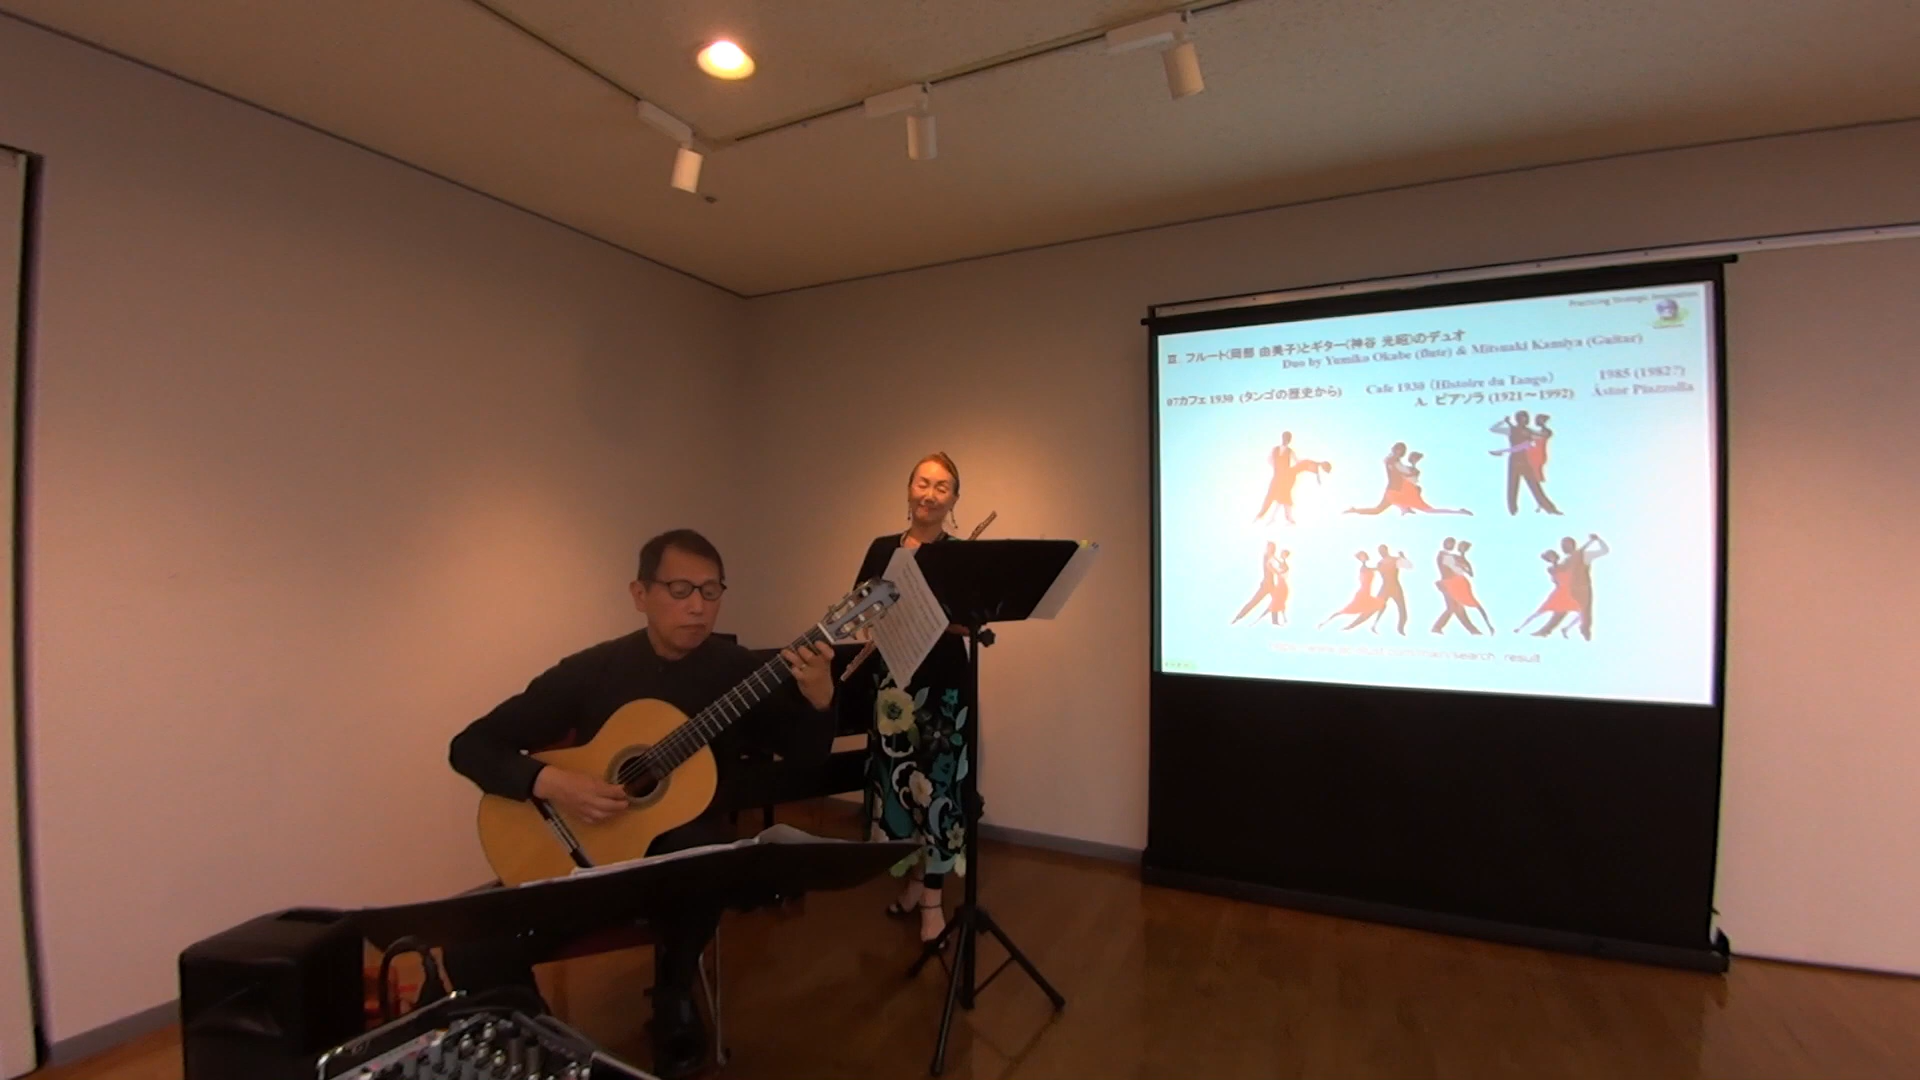 Practicing Strategic Innovation
Ⅲ フルート(岡部 由美子)とギター(神谷 光昭)のデュオ
Duo by Yumiko Okabe (flute) & Mitsuaki Kamiya (Guitar)
07カフェ 1930 (タンゴの歴史から) Cafe 1930 (Histoire du Tango) 1985 (1982?)
A. ピアソラ (1921〜1992) Ástor Piazzolla
search result